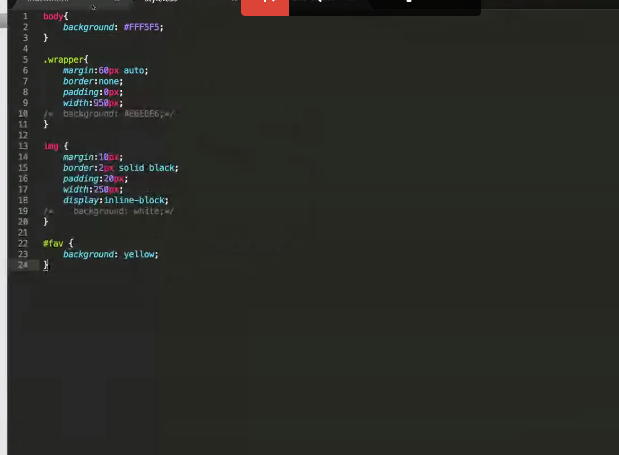 1 body{
2 background: #FFF5F5;
3 }
4
5 .wrapper{
6 margin:60px auto;
7 border:none;
8 padding:0px;
9 width:950px;
10 /* background: #E6EDE6;*/
11 }
12
13 img {
14 margin:10px;
15 border:2px solid black;
16 padding:20px;
17 width:250px;
18 display:inline-block;
19 /* background: white;*/
20 }
21
22 #fav {
23 background: yellow;
24 }